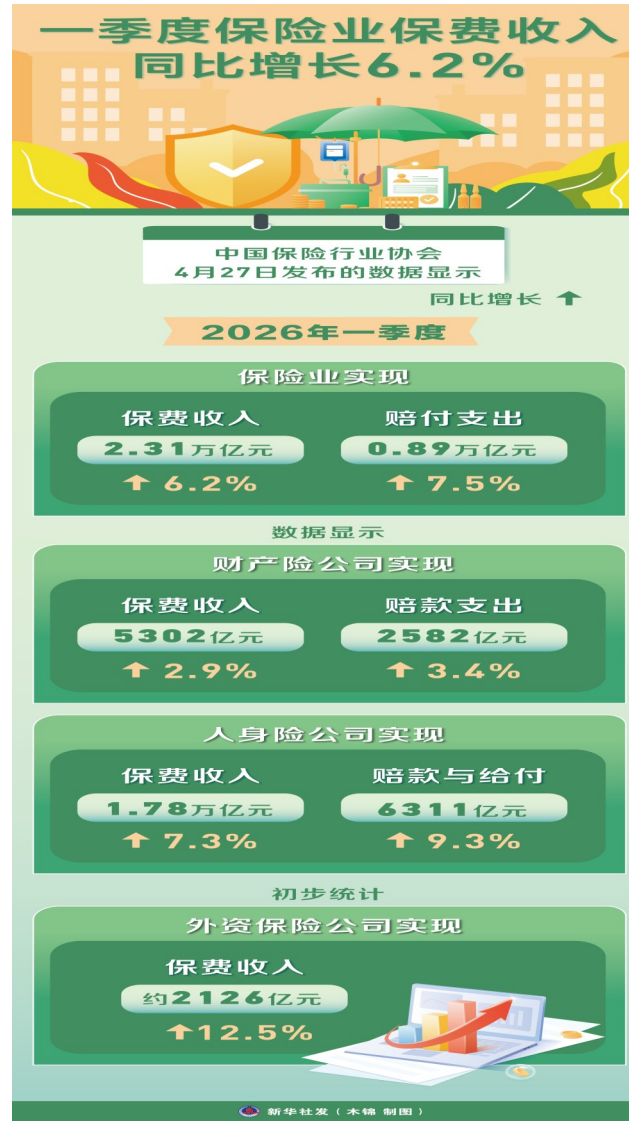 一季度保险业保费收入
同比增长6.2%
中国保险行业协会
4月27日发布的数据显示
同比增长 ↑
2026年一季度
保险业实现
保费收入 赔付支出
2.31万亿元 0.89万亿元
↑ 6.2% ↑ 7.5%
数据显示
财产险公司实现
保费收入 赔款支出
5302亿元 2582亿元
↑ 2.9% ↑ 3.4%
人身险公司实现
保费收入 赔款与给付
1.78万亿元 6311亿元
↑ 7.3% ↑ 9.3%
初步统计
外资保险公司实现
保费收入
约2126亿元
↑12.5%
新华社发（木锦 制图）